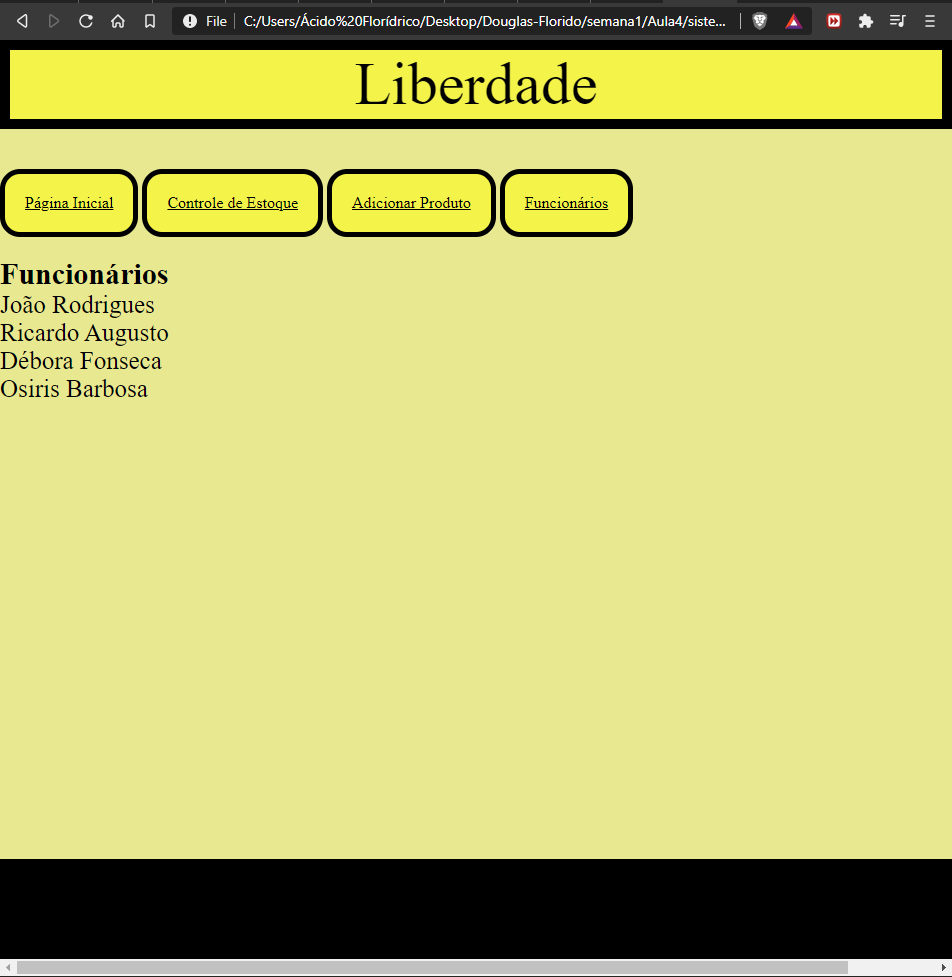 File C:/Users/Ácido%20Florídrico/Desktop/Douglas-Florido/semana1/Aula4/siste...
Liberdade
Página Inicial Controle de Estoque Adicionar Produto Funcionários
Funcionários
João Rodrigues
Ricardo Augusto
Débora Fonseca
Osiris Barbosa